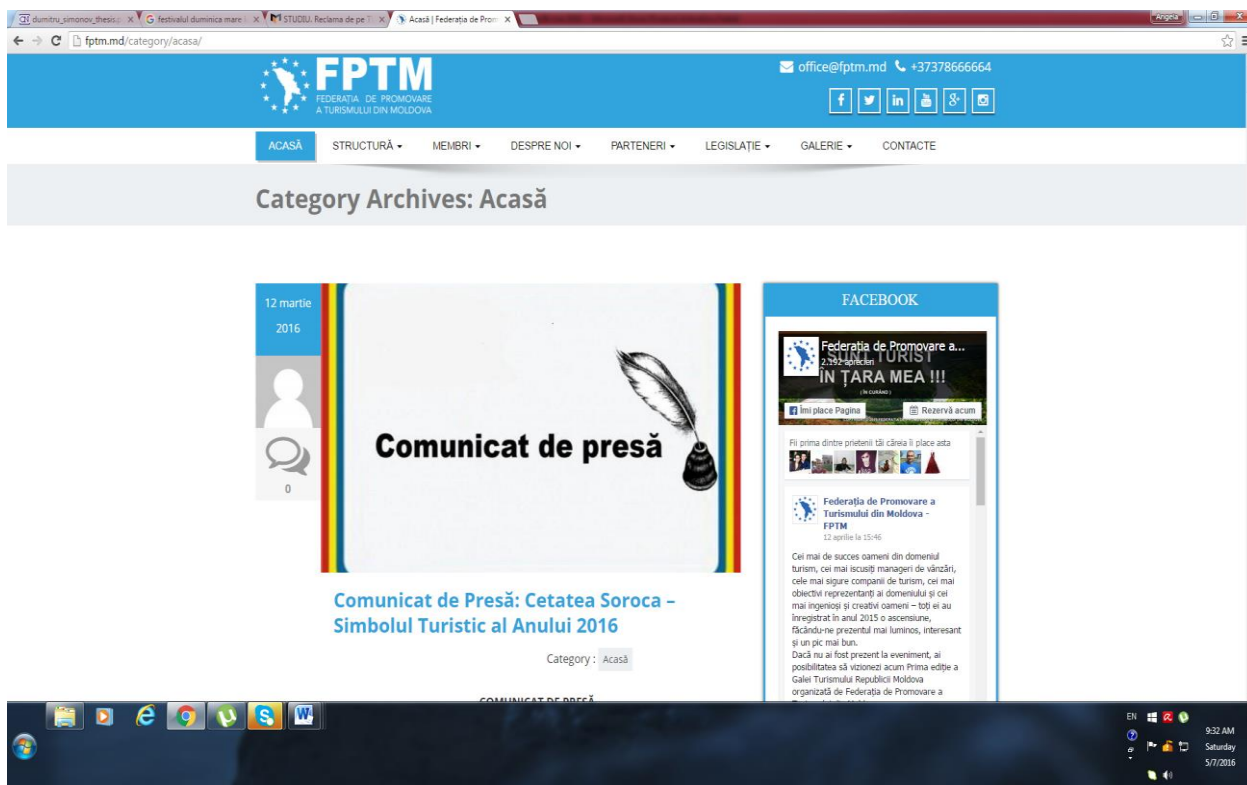 dumitru_simonov_thesis.p
festivalul duminica mare
STUDIU. Reclama de pe T
Acasă | Federația de Prom
Angela
fptm.md/category/acasa/
FPTM
FEDERAȚIA DE PROMOVARE
A TURISMULUI DIN MOLDOVA
office@fptm.md +37378666664
ACASĂ STRUCTURĂ MEMBRI DESPRE NOI PARTENERI LEGISLAȚIE GALERIE CONTACTE
Category Archives: Acasă
12 martie
2016
0
Comunicat de presă
Comunicat de Presă: Cetatea Soroca –
Simbolul Turistic al Anului 2016
Category : Acasă
COMUNICAT DE PRESĂ
FACEBOOK
Federația de Promovare a...
2.192 aprecieri
SUNT TURIST
ÎN ȚARA MEA !!!
( ÎN CURÂND )
Îmi place Pagina Rezervă acum
Fii prima dintre prietenii tăi căreia îi place asta
Federația de Promovare a
Turismului din Moldova -
FPTM
12 aprilie la 15:46
Cei mai de succes oameni din domeniul
turism, cei mai iscusiți manageri de vânzări,
cele mai sigure companii de turism, cei mai
obiectivi reprezentanți ai domeniului și cei
mai ingenioși și creativi oameni – toți ei au
înregistrat în anul 2015 o ascensiune,
făcându-ne prezentul mai luminos, interesant
și un pic mai bun.
Dacă nu ai fost prezent la eveniment, ai
posibilitatea să vizionezi acum Prima ediție a
Galei Turismului Republicii Moldova
organizată de Federația de Promovare a
EN
9:32 AM
Saturday
5/7/2016